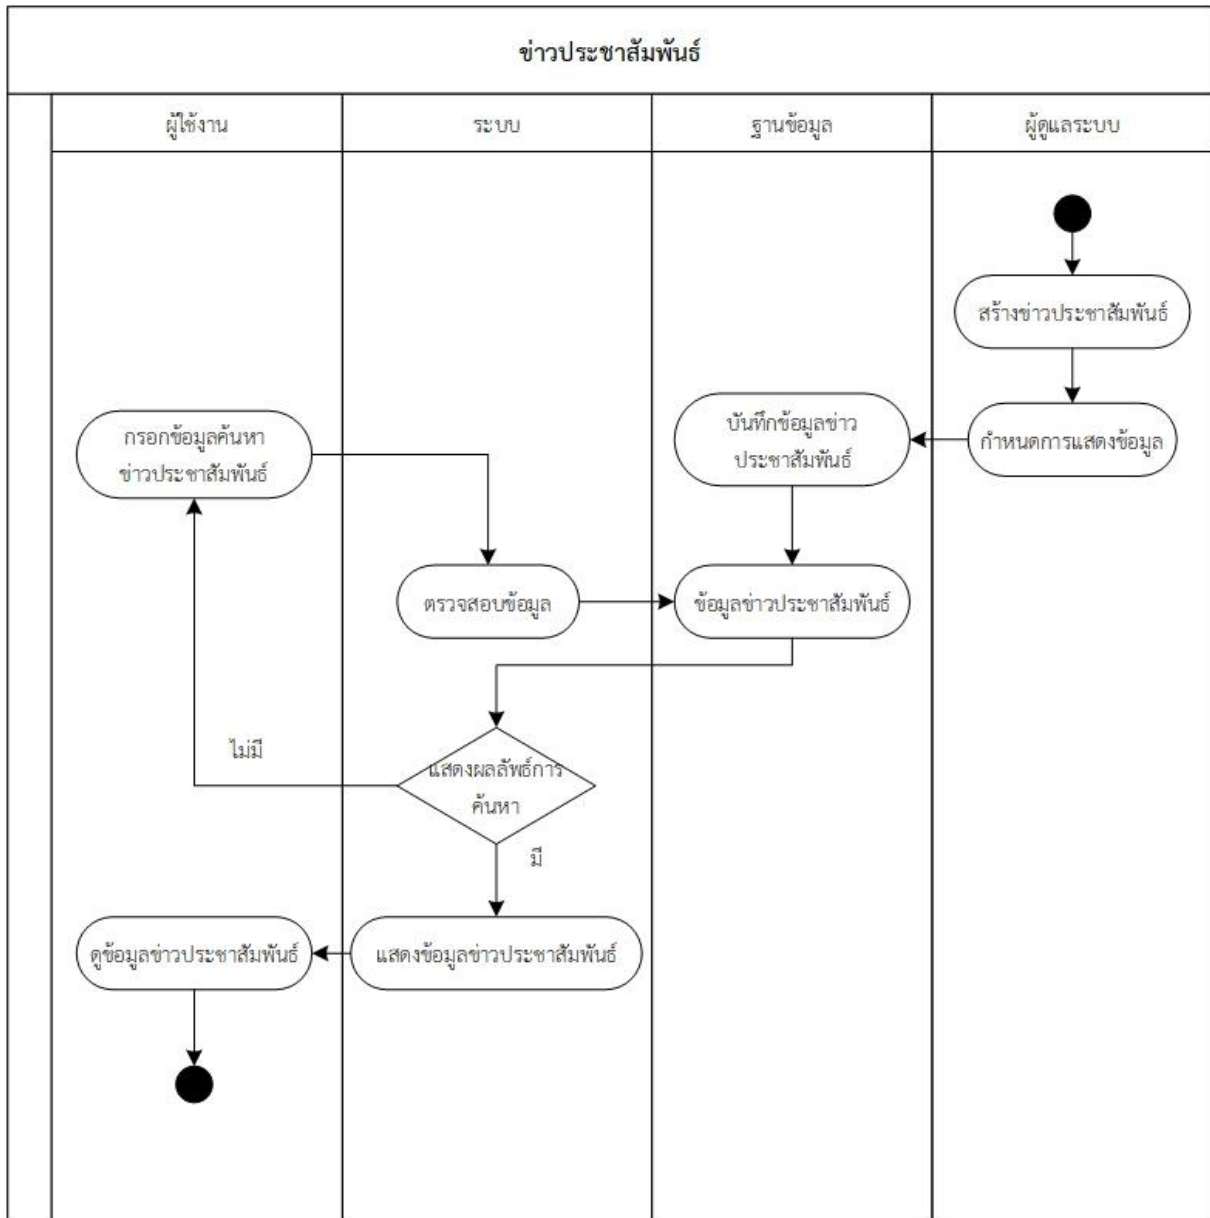 ข่าวประชาสัมพันธ์
ผู้ใช้งาน
ระบบ
ฐานข้อมูล
ผู้ดูแลระบบ
สร้างข่าวประชาสัมพันธ์
กำหนดการแสดงข้อมูล
บันทึกข้อมูลข่าว
ประชาสัมพันธ์
กรอกข้อมูลค้นหา
ข่าวประชาสัมพันธ์
ตรวจสอบข้อมูล
ข้อมูลข่าวประชาสัมพันธ์
แสดงผลลัพธ์การ
ค้นหา
ไม่มี
มี
แสดงข้อมูลข่าวประชาสัมพันธ์
ดูข้อมูลข่าวประชาสัมพันธ์